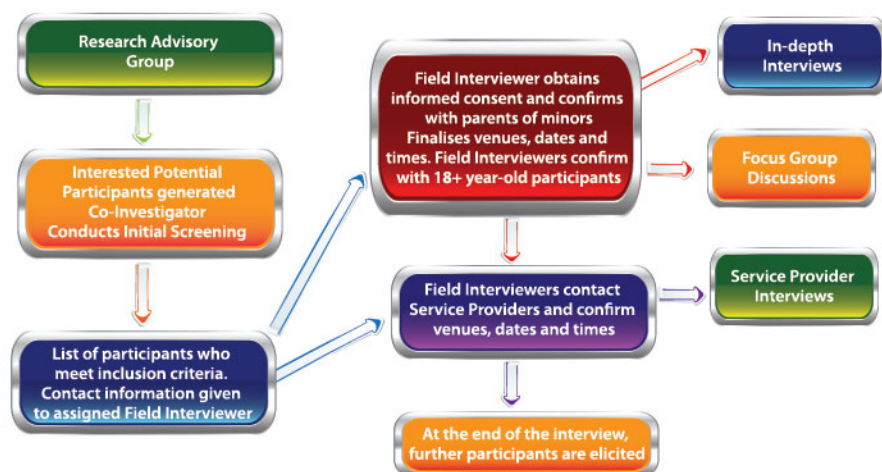 Research Advisory
Group
Interested Potential
Participants generated
Co-Investigator
Conducts Initial Screening
List of participants who
meet inclusion criteria.
Contact information given
to assigned Field Interviewer
Field Interviewer obtains
informed consent and confirms
with parents of minors
Finalises venues, dates and
times. Field Interviewers confirm
with 18+ year-old participants
Field Interviewers contact
Service Providers and confirm
venues, dates and times
At the end of the interview,
further participants are elicited
In-depth
Interviews
Focus Group
Discussions
Service Provider
Interviews